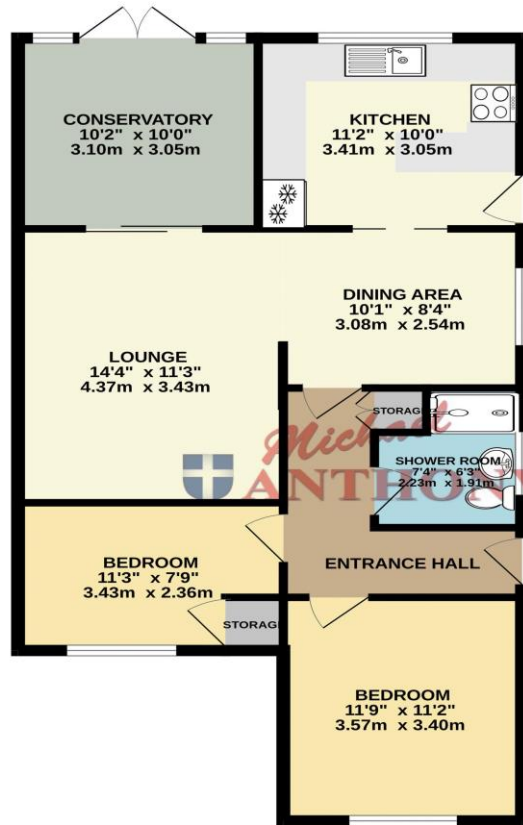 CONSERVATORY
10'2" x 10'0"
3.10m x 3.05m
KITCHEN
11'2" x 10'0"
3.41m x 3.05m
DINING AREA
10'1" x 8'4"
3.08m x 2.54m
LOUNGE
14'4" x 11'3"
4.37m x 3.43m
STORAGE
Michael
ANTHONY
SHOWER ROOM
7'4" x 6'3"
2.23m x 1.91m
BEDROOM
11'3" x 7'9"
3.43m x 2.36m
ENTRANCE HALL
STORAGE
BEDROOM
11'9" x 11'2"
3.57m x 3.40m